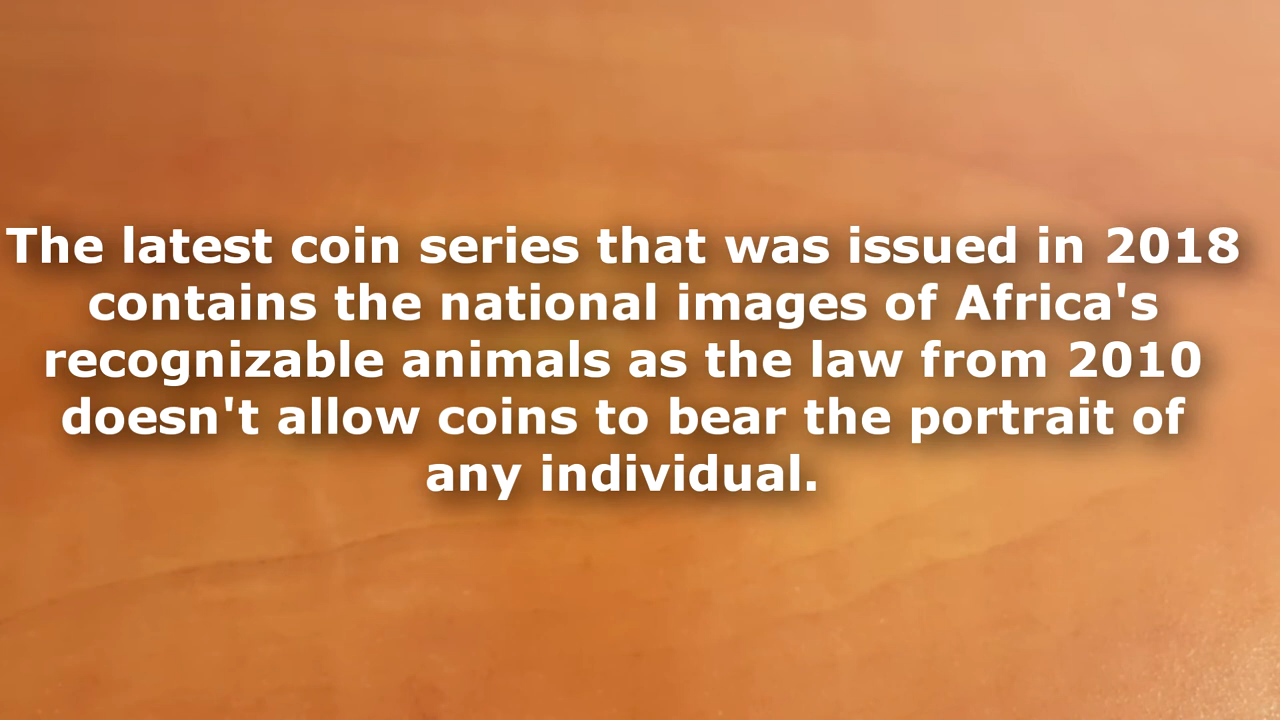 The latest coin series that was issued in 2018
contains the national images of Africa's
recognizable animals as the law from 2010
doesn't allow coins to bear the portrait of
any individual.